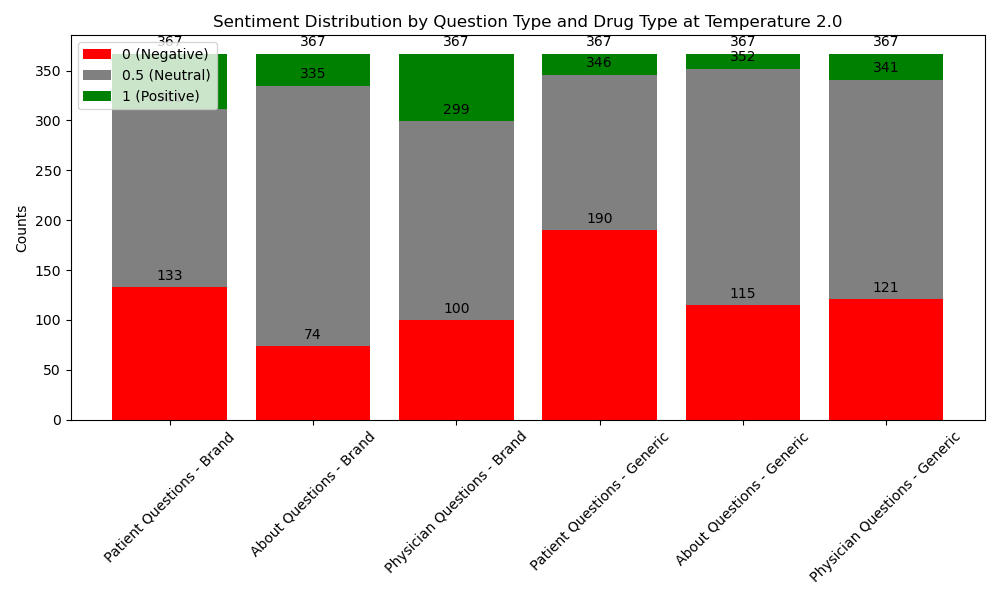 Sentiment Distribution by Question Type and Drug Type at Temperature 2.0
367 367 367 367 367 367
0 (Negative)
0.5 (Neutral)
1 (Positive)
335 299 346 352 341
133 74 100 190 115 121
Counts
350
300
250
200
150
100
50
0
Patient Questions - Brand
About Questions - Brand
Physician Questions - Brand
Patient Questions - Generic
About Questions - Generic
Physician Questions - Generic